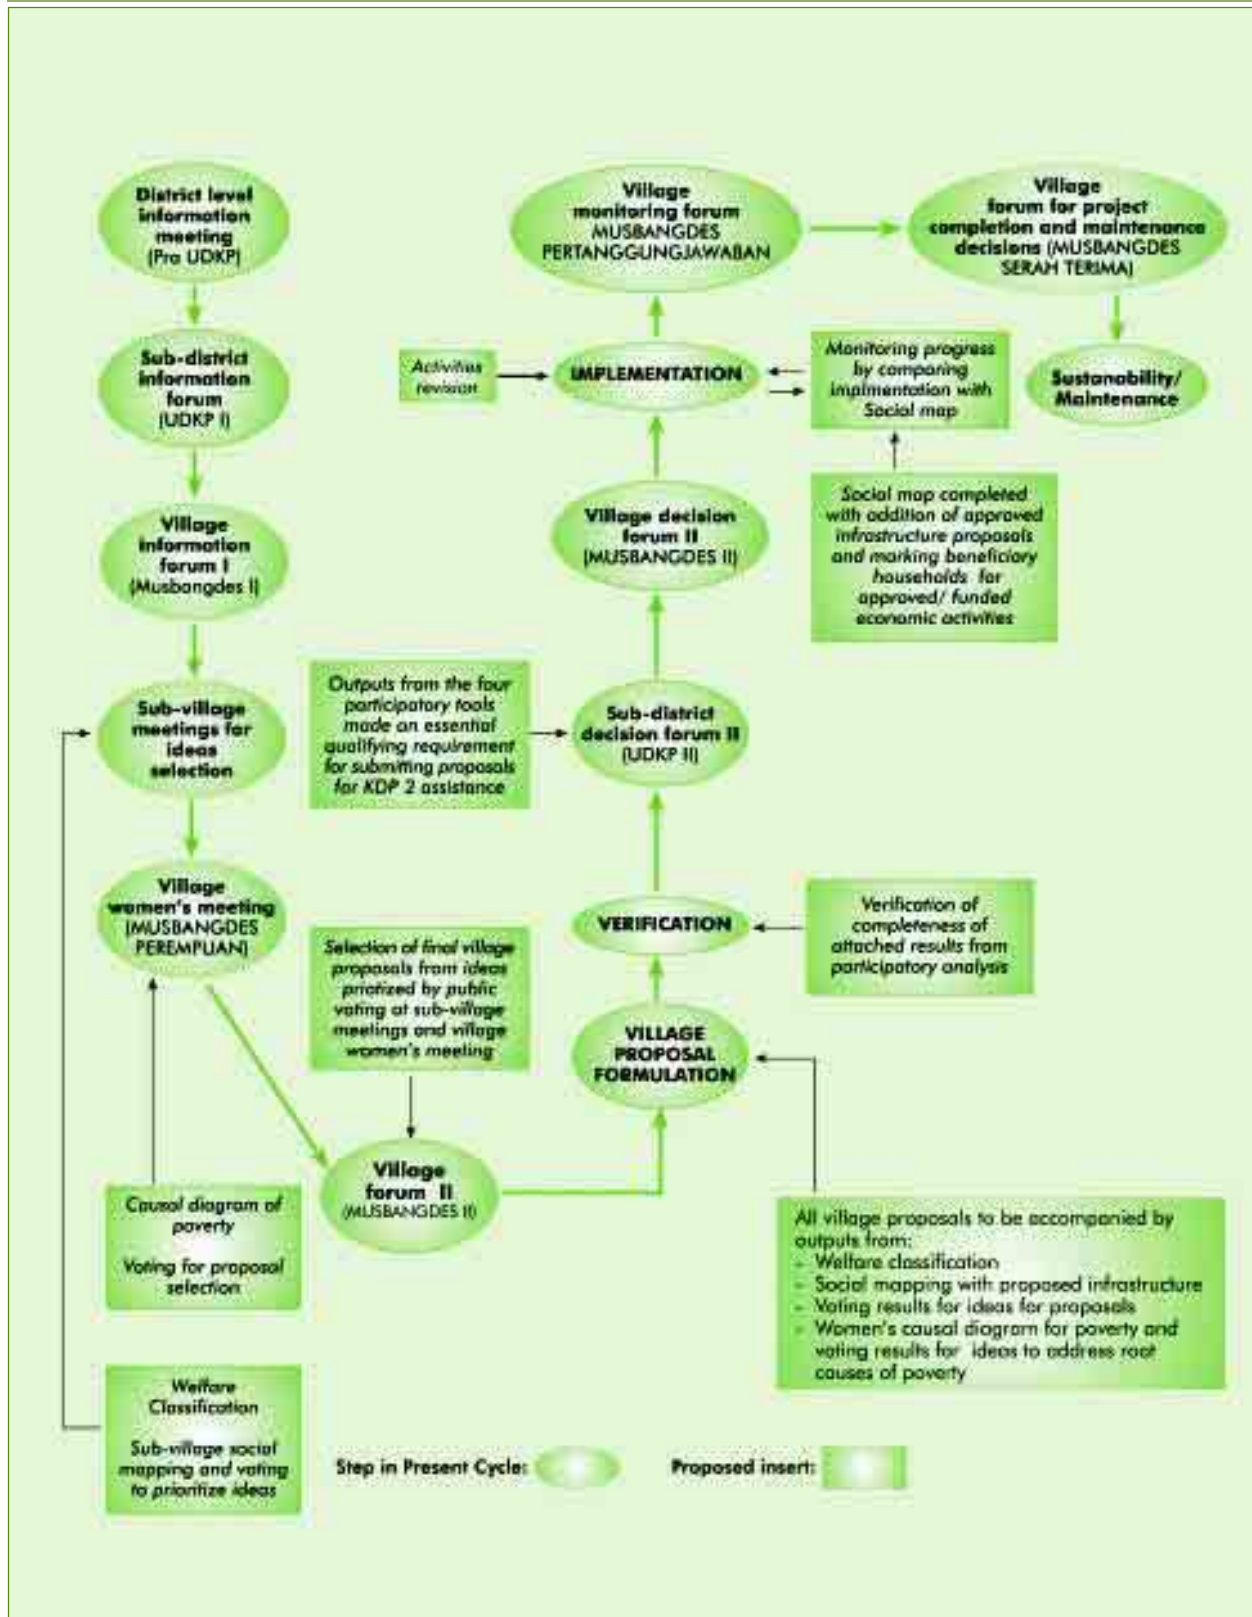 District level
information
meeting
(Pra UDKP)
Sub-district
information
forum
(UDKP I)
Village
information
forum I
(Musbangdes I)
Sub-village
meetings for
ideas
selection
Village
women's meeting
(MUSBANGDES
PEREMPUAN)
Causal diagram of
poverty
Voting for proposal
selection
Welfare
Classification
Sub-village social
mapping and voting
to prioritize ideas
Selection of final village
proposals from ideas
priotized by public
voting at sub-village
meetings and village
women's meeting
Village
forum II
(MUSBANGDES II)
All village proposals to be accompanied by
outputs from:
- Welfare classification
- Social mapping with proposed infrastructure
- Voting results for ideas for proposals
- Women's causal diagram for poverty and
voting results for ideas to address root
causes of poverty
VILLAGE
PROPOSAL
FORMULATION
Verification of
completeness of
attached results from
participatory analysis
VERIFICATION
Outputs from the four
participatory tools
made an essential
qualifying requirement
for submitting proposals
for KDP 2 assistance
Sub-district
decision forum II
(UDKP II)
Village decision
forum II
(MUSBANGDES II)
Activities
revision
IMPLEMENTATION
Monitoring progress
by comparing
implmentation with
Social map
Social map completed
with addition of approved
infrastructure proposals
and marking beneficiary
households for
approved/ funded
economic activities
Village
monitoring forum
MUSBANGDES
PERTANGGUNGJAWABAN
Village
forum for project
completion and maintenance
decisions (MUSBANGDES
SERAH TERIMA)
Sustanability/
Maintenance
Step in Present Cycle:
Proposed insert: